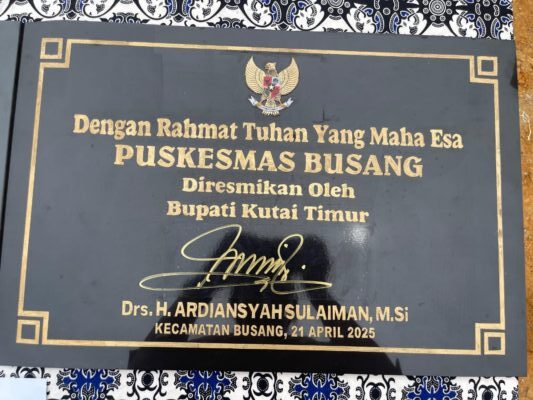 Dengan Rahmat Tuhan Yang Maha Esa
PUSKESMAS BUSANG
Diresmikan Oleh
Bupati Kutai Timur
Drs. H. ARDIANSYAH SULAIMAN, M.Si
KECAMATAN BUSANG, 21 APRIL 2025